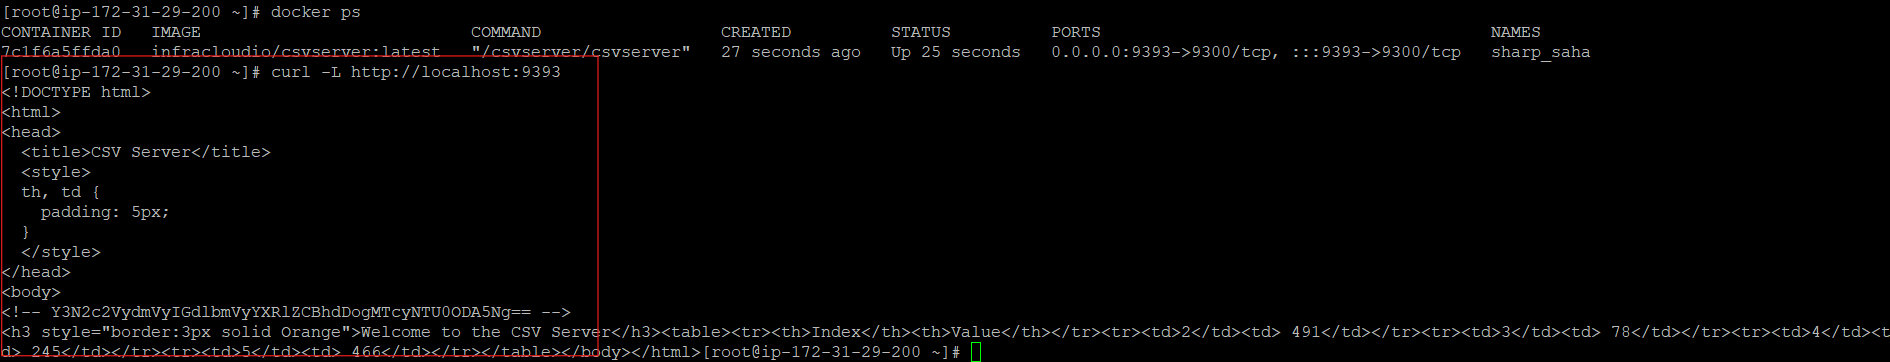 [root@ip-172-31-29-200 ~]# docker ps
CONTAINER ID   IMAGE                           COMMAND                  CREATED          STATUS          PORTS                                       NAMES
7c1f6a5ffda0   infracloudio/csvserver:latest   "/csvserver/csvserver"   27 seconds ago   Up 25 seconds   0.0.0.0:9393->9300/tcp, :::9393->9300/tcp   sharp_saha
[root@ip-172-31-29-200 ~]# curl -L http://localhost:9393
<!DOCTYPE html>
<html>
<head>
  <title>CSV Server</title>
  <style>
  th, td {
    padding: 5px;
  }
  </style>
</head>
<body>
<!-- Y3N2c2VydmVyIGdlbmVyYXRlZCBhdDogMTcyNTU0ODA5Ng== -->
<h3 style="border:3px solid Orange">Welcome to the CSV Server</h3><table><tr><th>Index</th><th>Value</th></tr><tr><td>2</td><td> 491</td></tr><tr><td>3</td><td> 78</td></tr><tr><td>4</td><t
d> 245</td></tr><tr><td>5</td><td> 466</td></tr></table></body></html>[root@ip-172-31-29-200 ~]#